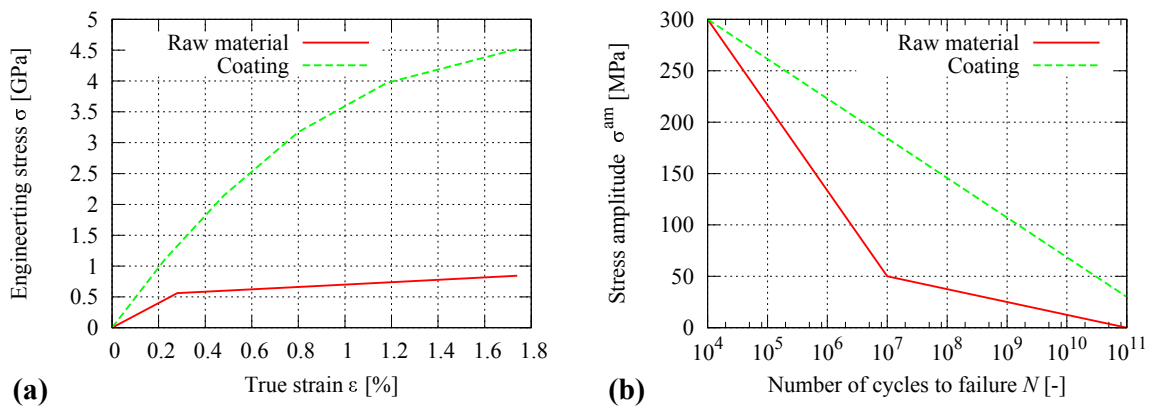 Raw material
Coating
Engineerting stress σ [GPa]
5
4.5
4
3.5
3
2.5
2
1.5
1
0.5
0
0 0.2 0.4 0.6 0.8 1 1.2 1.4 1.6 1.8
True strain ε [%]
(a)
Raw material
Coating
Stress amplitude σ^am [MPa]
300
250
200
150
100
50
0
10^4 10^5 10^6 10^7 10^8 10^9 10^10 10^11
Number of cycles to failure N [-]
(b)